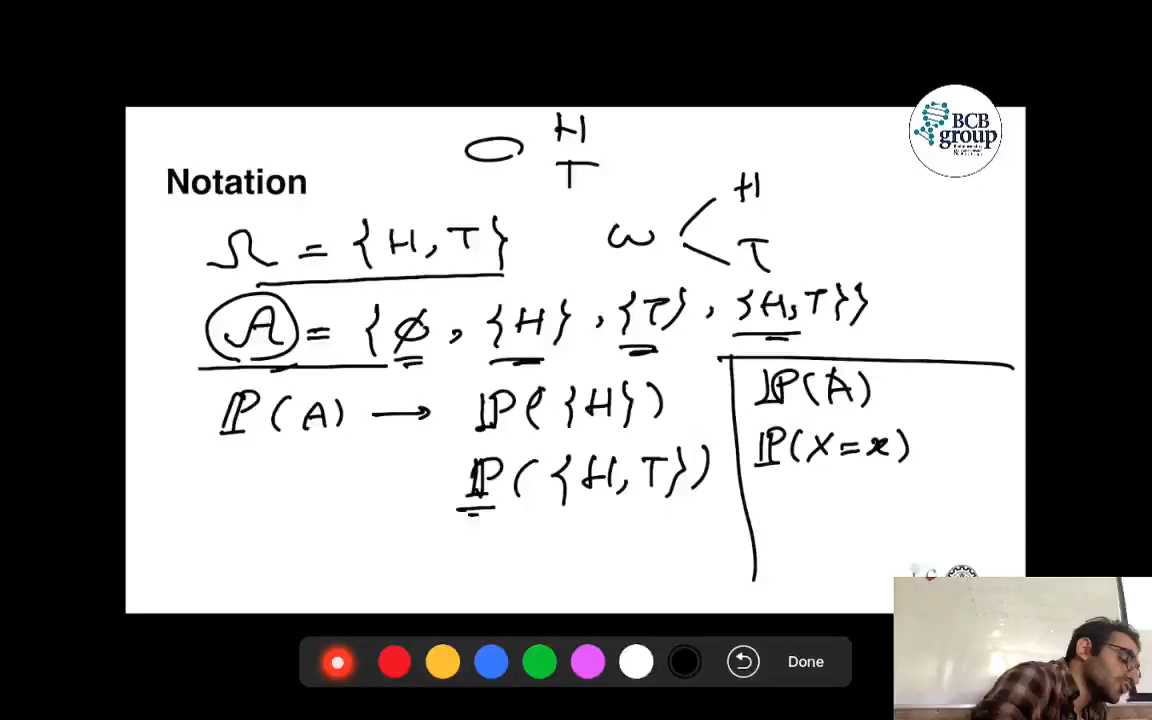 H
T
BCB
group
Notation
Ω = {H, T}
ω < H
T
𝒜 = {∅, {H}, {T}, {H, T}}
ℙ(A) → ℙ({H})
ℙ({H, T})
ℙ(A)
ℙ(X=x)
Done